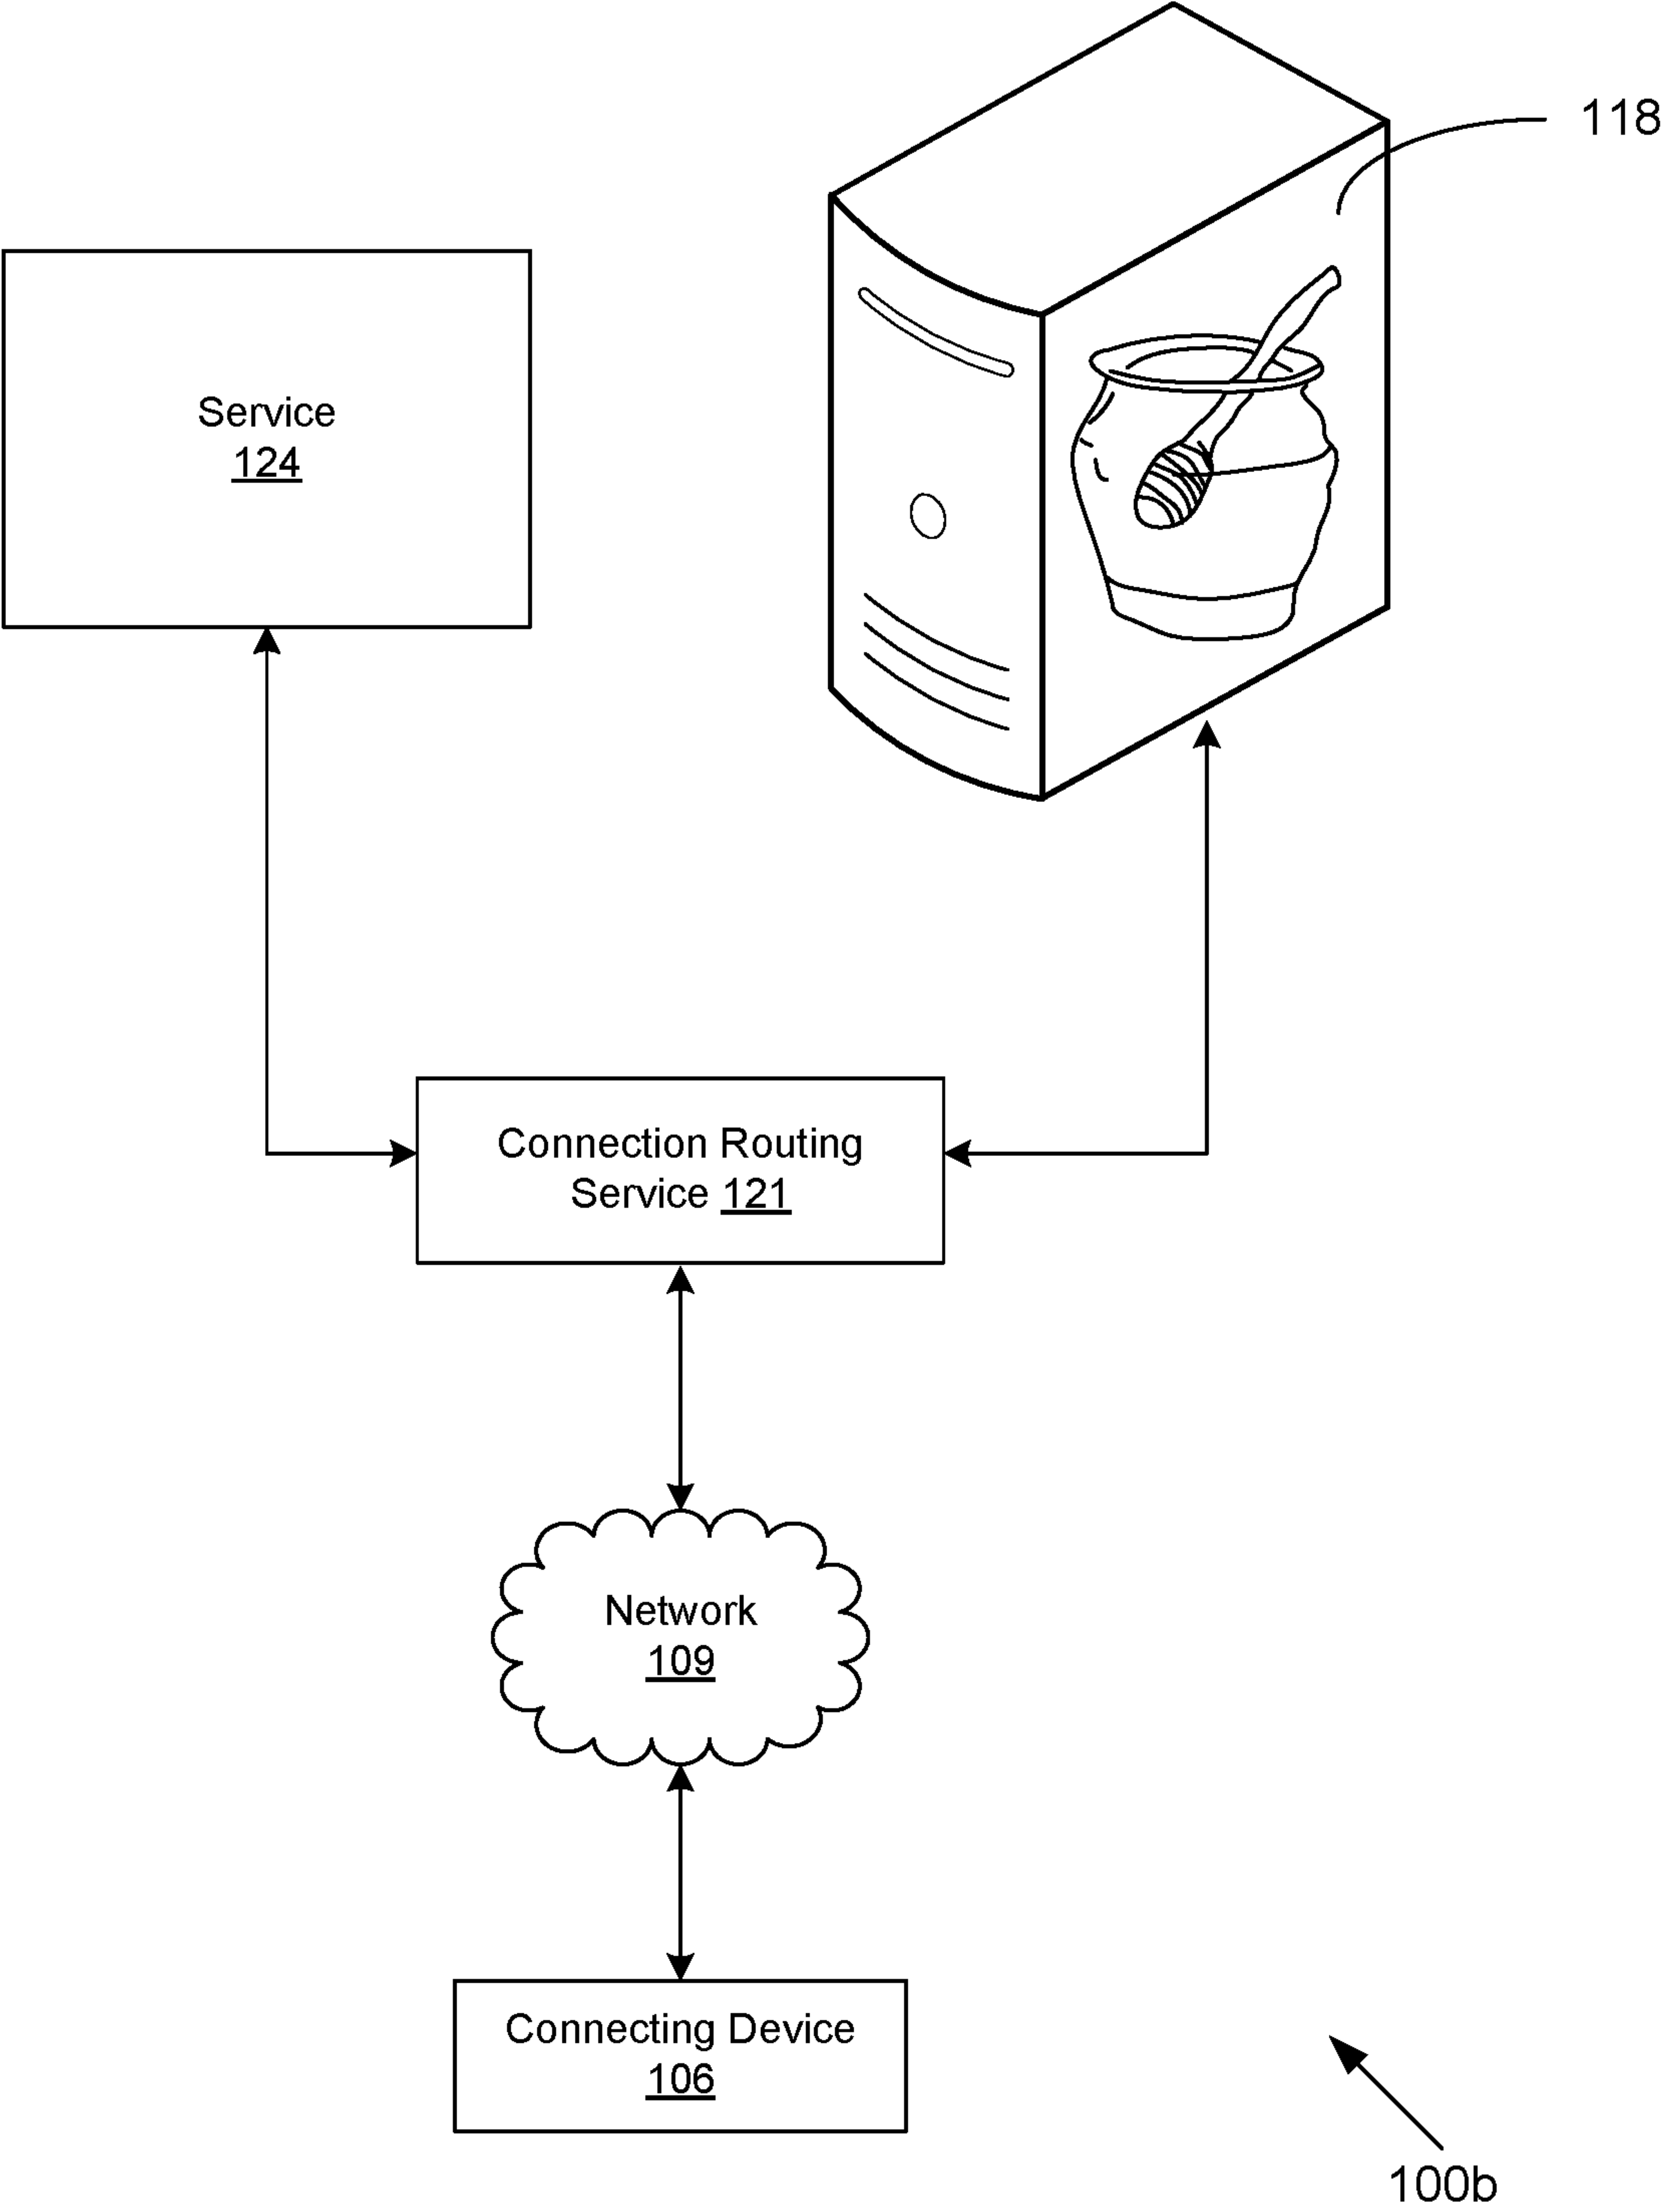 118
Service
124
Connection Routing
Service 121
Network
109
Connecting Device
106
100b